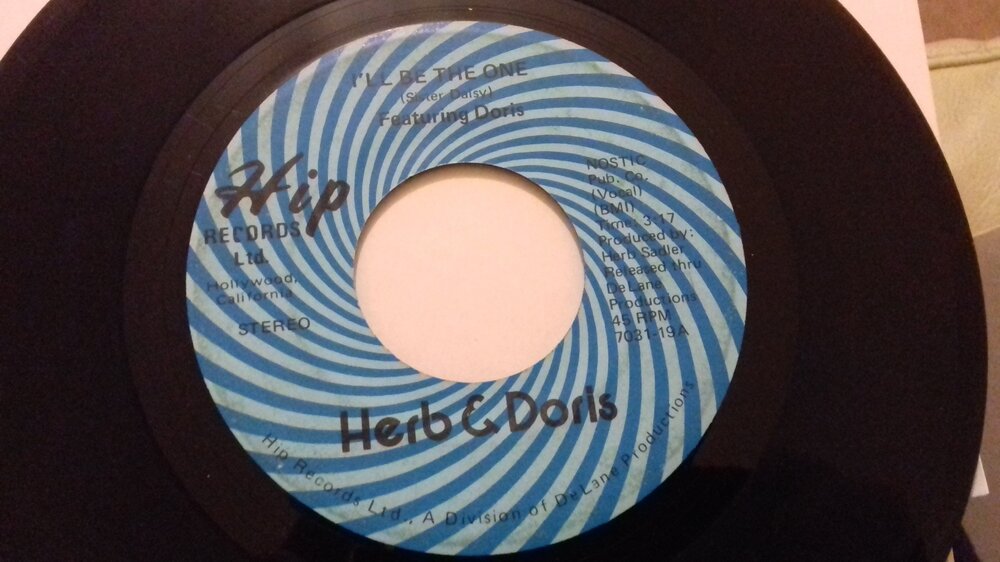 I'LL BE THE ONE
(Sister Daisy)
Featuring Doris
Hip
RECORDS
Ltd.
Hollywood,
California
STEREO
NOSTIC
Pub. Co.
(Vocal)
(BMI)
Time: 3:17
Produced by:
Herb Sadler
Released thru
DeLane
Productions
45 RPM
7031-19A
Herb & Doris
Hip Records Ltd., A Division of DeLane Productions